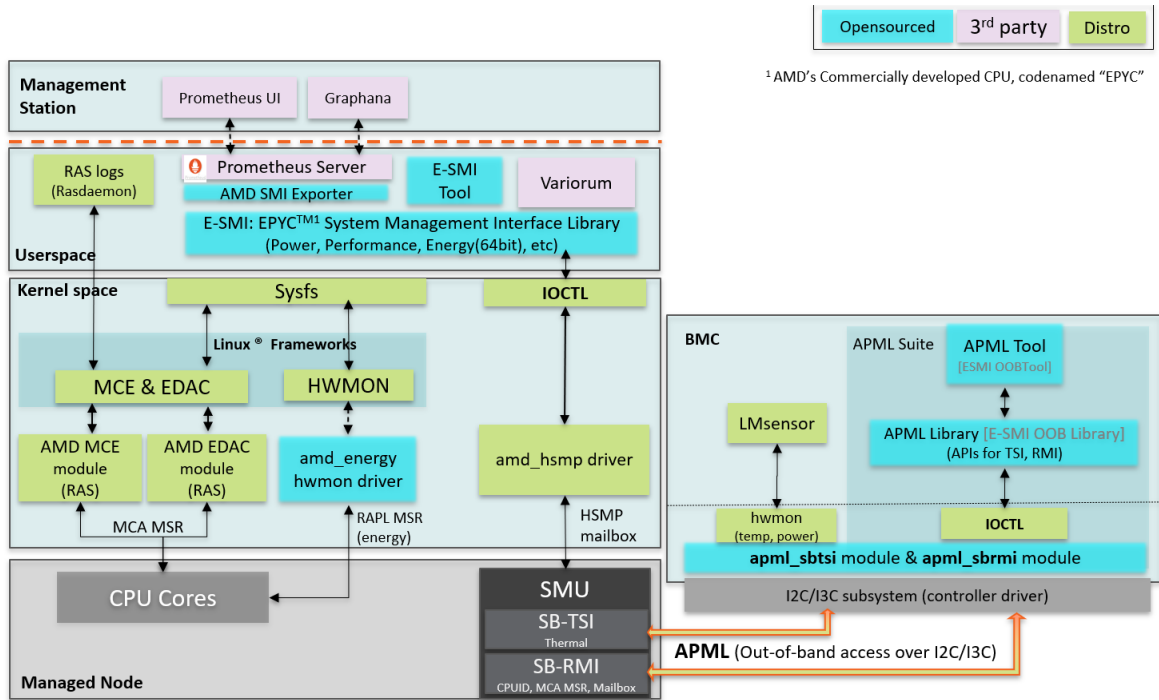 Opensourced
3rd party
Distro
1 AMD's Commercially developed CPU, codenamed "EPYC"
Management
Station
Prometheus UI
Graphana
RAS logs
(Rasdaemon)
Prometheus Server
AMD SMI Exporter
E-SMI
Tool
Variorum
E-SMI: EPYC™1 System Management Interface Library
(Power, Performance, Energy(64bit), etc)
Userspace
Kernel space
Sysfs
IOCTL
Linux ® Frameworks
MCE & EDAC
HWMON
AMD MCE
module
(RAS)
AMD EDAC
module
(RAS)
amd_energy
hwmon driver
amd_hsmp driver
MCA MSR
RAPL MSR
(energy)
HSMP
mailbox
CPU Cores
SMU
SB-TSI
Thermal
SB-RMI
CPUID, MCA MSR, Mailbox
Managed Node
BMC
APML Suite
APML Tool
[ESMI OOBTool]
LMsensor
APML Library [E-SMI OOB Library]
(APIs for TSI, RMI)
hwmon
(temp, power)
IOCTL
apml_sbtsi module & apml_sbrmi module
I2C/I3C subsystem (controller driver)
APML (Out-of-band access over I2C/I3C)